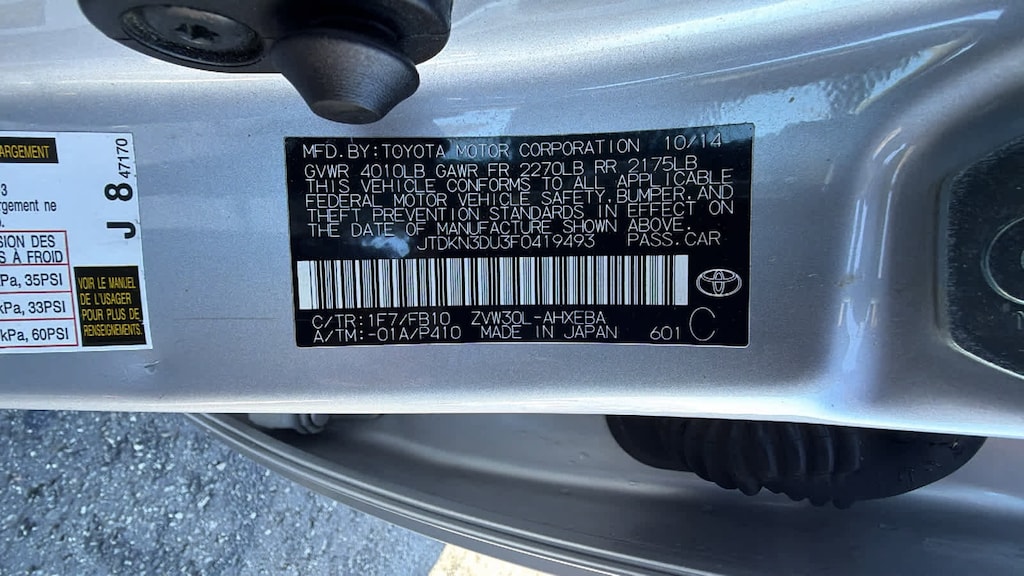 ARGEMENT
3
rgement ne
.
SION DES
À FROID
Pa, 35PSI
kPa, 33PSI
kPa, 60PSI
J 8 47170
VOIR LE MANUEL
DE L'USAGER
POUR PLUS DE
RENSEIGNEMENTS
MFD.BY:TOYOTA MOTOR CORPORATION 10/14
GVWR 4010LB GAWR FR 2270LB RR 2175LB
THIS VEHICLE CONFORMS TO ALL APPLICABLE
FEDERAL MOTOR VEHICLE SAFETY,BUMPER,AND
THEFT PREVENTION STANDARDS IN EFFECT ON
THE DATE OF MANUFACTURE SHOWN ABOVE.
JTDKN3DU3F0419493 PASS.CAR
C/TR:1F7/FB10 ZVW30L-AHXEBA
A/TM:-01A/P410 MADE IN JAPAN 601 C